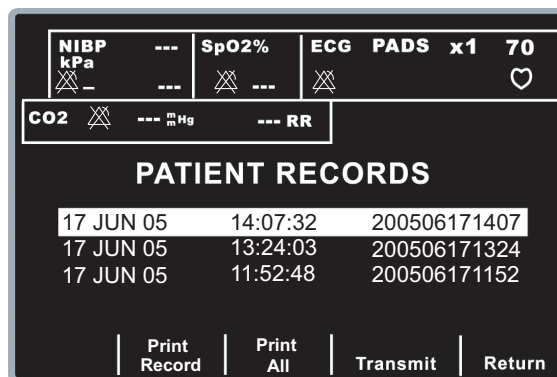 NIBP --- SpO2% ECG PADS x1 70
kPa
– --- ---
CO2 --- mmHg --- RR
PATIENT RECORDS
17 JUN 05 14:07:32 200506171407
17 JUN 05 13:24:03 200506171324
17 JUN 05 11:52:48 200506171152
Print Record Print All Transmit Return